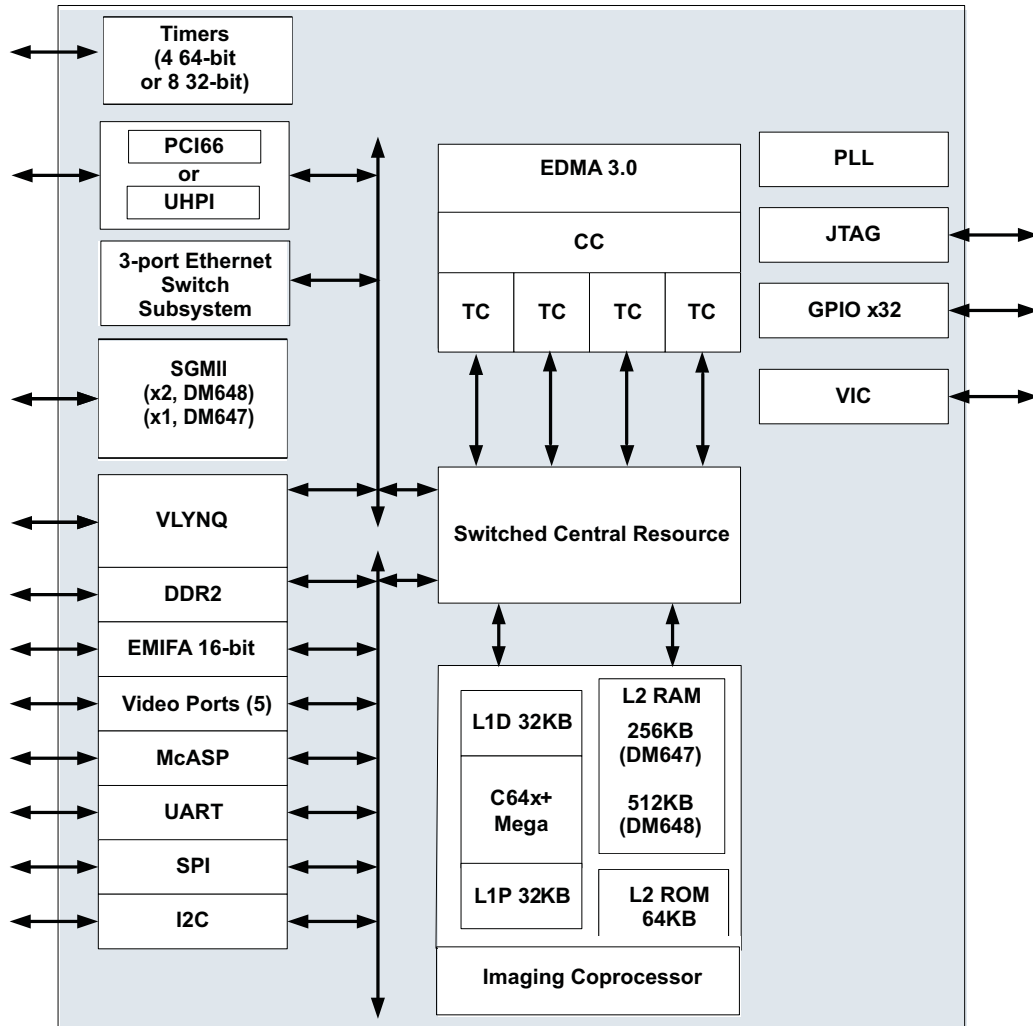 Timers
(4 64-bit
or 8 32-bit)
PCI66
or
UHPI
3-port Ethernet
Switch
Subsystem
SGMII
(x2, DM648)
(x1, DM647)
VLYNQ
DDR2
EMIFA 16-bit
Video Ports (5)
McASP
UART
SPI
I2C
EDMA 3.0
CC
TC
TC
TC
TC
Switched Central Resource
L1D 32KB
C64x+
Mega
L1P 32KB
L2 RAM
256KB
(DM647)
512KB
(DM648)
L2 ROM
64KB
Imaging Coprocessor
PLL
JTAG
GPIO x32
VIC